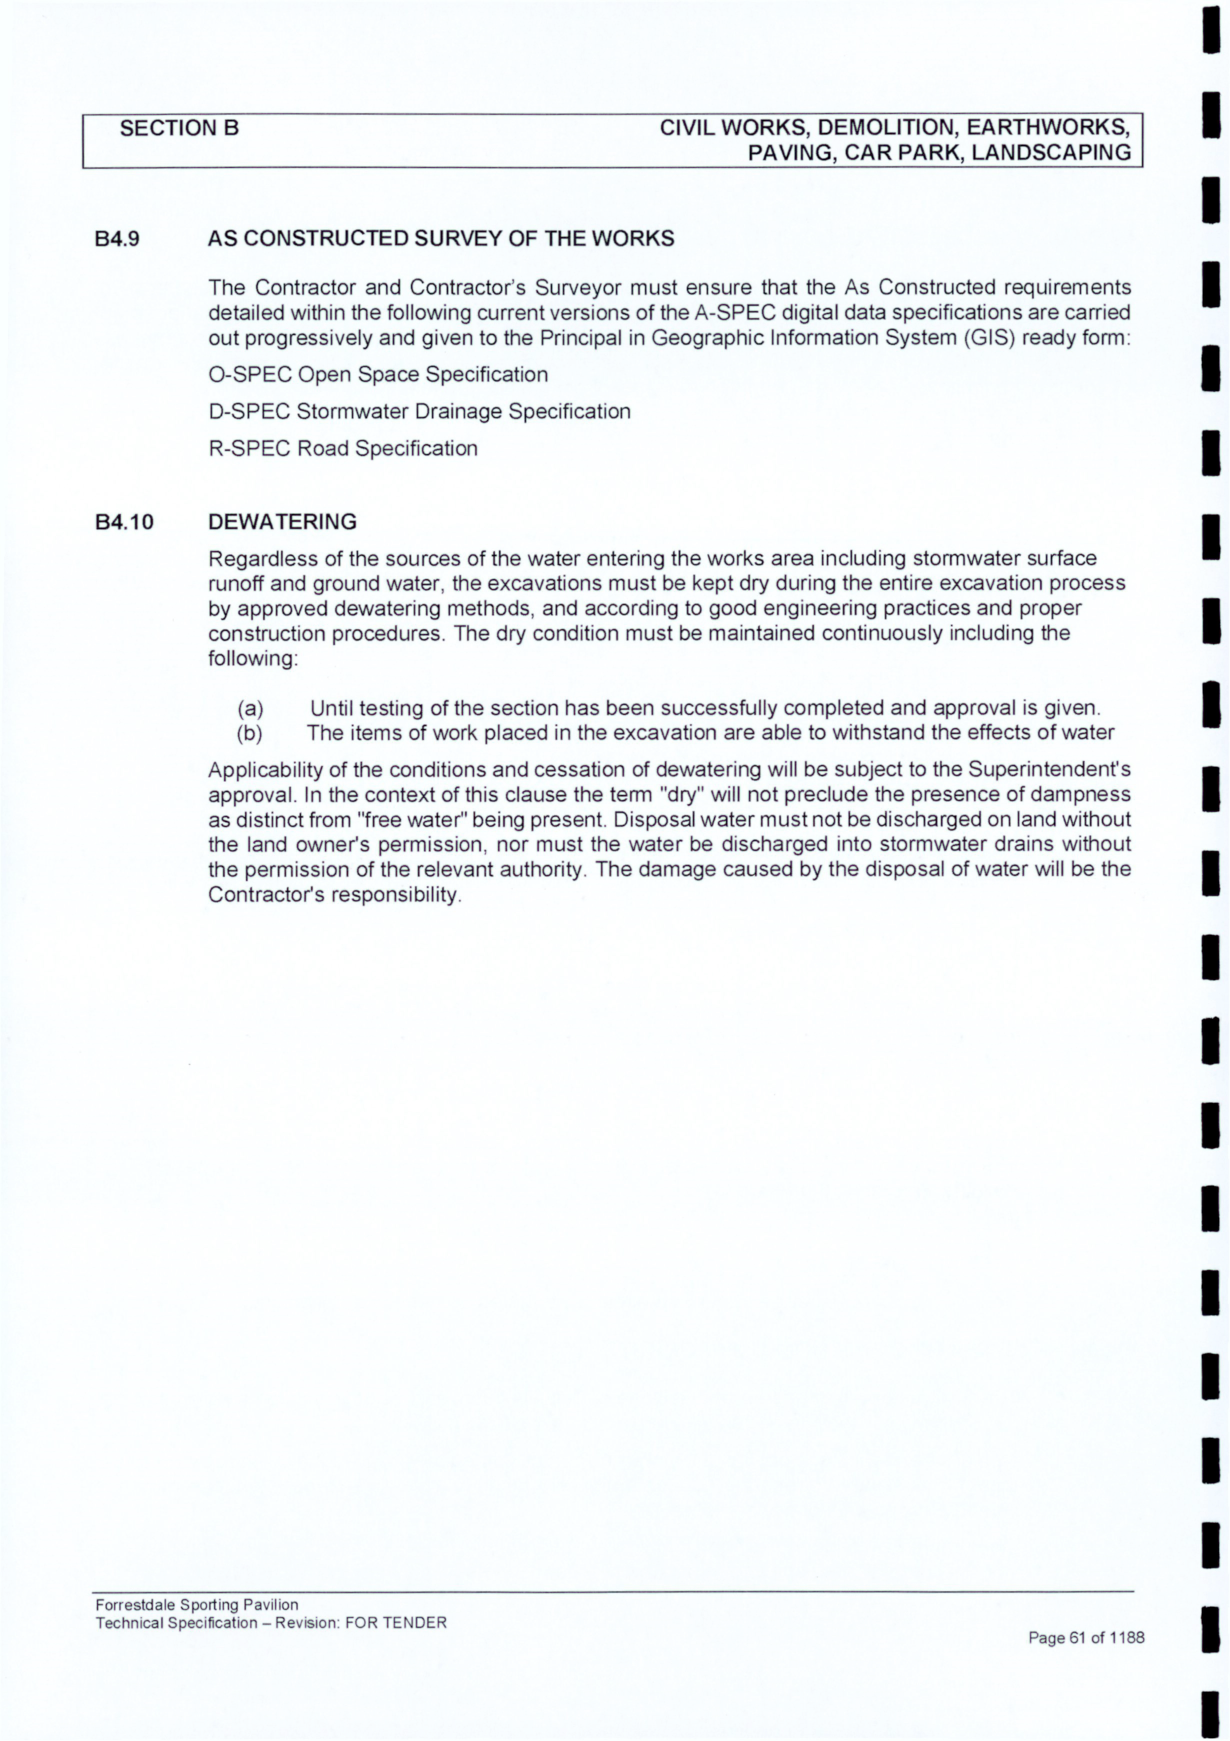 SECTION B
CIVIL WORKS, DEMOLITION, EARTHWORKS,
PAVING, CAR PARK, LANDSCAPING
B4.9 AS CONSTRUCTED SURVEY OF THE WORKS
The Contractor and Contractor's Surveyor must ensure that the As Constructed requirements
detailed within the following current versions of the A-SPEC digital data specifications are carried
out progressively and given to the Principal in Geographic Information System (GIS) ready form:
O-SPEC Open Space Specification
D-SPEC Stormwater Drainage Specification
R-SPEC Road Specification
B4.10 DEWATERING
Regardless of the sources of the water entering the works area including stormwater surface
runoff and ground water, the excavations must be kept dry during the entire excavation process
by approved dewatering methods, and according to good engineering practices and proper
construction procedures. The dry condition must be maintained continuously including the
following:
(a) Until testing of the section has been successfully completed and approval is given.
(b) The items of work placed in the excavation are able to withstand the effects of water
Applicability of the conditions and cessation of dewatering will be subject to the Superintendent's
approval. In the context of this clause the term "dry" will not preclude the presence of dampness
as distinct from "free water" being present. Disposal water must not be discharged on land without
the land owner's permission, nor must the water be discharged into stormwater drains without
the permission of the relevant authority. The damage caused by the disposal of water will be the
Contractor's responsibility.
Forrestdale Sporting Pavilion
Technical Specification – Revision: FOR TENDER
Page 61 of 1188